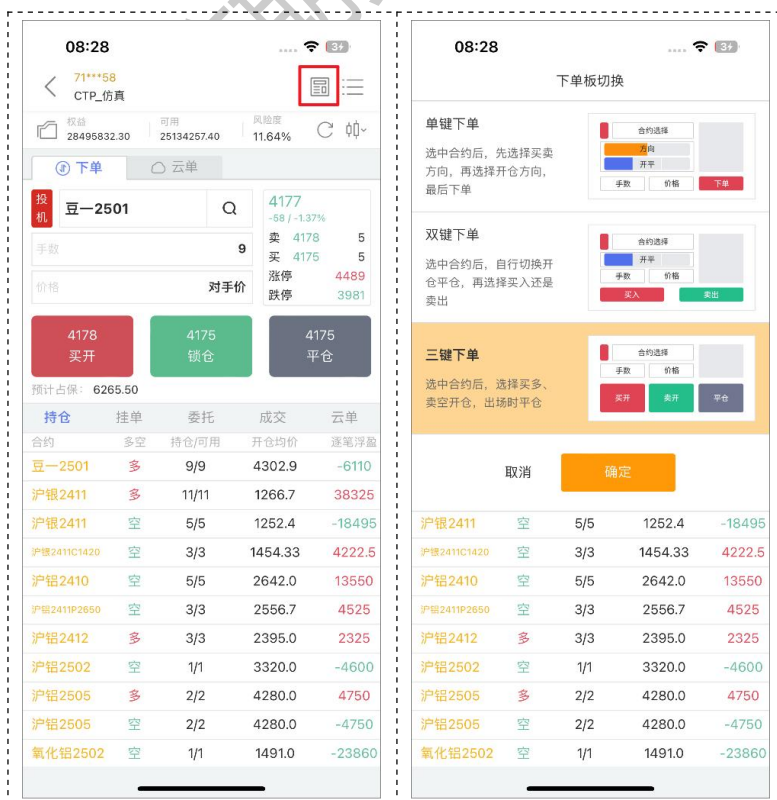 08:28
3
71***58
CTP_仿真
权益 可用 风险度
28495832.30 25134257.40 11.64%
下单 云单
投机 豆一2501
4177
-58 / -1.37%
手数 9
卖 4178 5
买 4175 5
价格 对手价
涨停 4489
跌停 3981
4178 4175 4175
买开 锁仓 平仓
预计占保: 6265.50
持仓 挂单 委托 成交 云单
合约 多空 持仓/可用 开仓均价 逐笔浮盈
豆一2501 多 9/9 4302.9 -6110
沪银2411 多 11/11 1266.7 38325
沪银2411 空 5/5 1252.4 -18495
沪银2411C1420 空 3/3 1454.33 4222.5
沪铝2410 空 5/5 2642.0 13550
沪铝2411P2650 空 3/3 2556.7 4525
沪铝2412 多 3/3 2395.0 2325
沪铝2502 空 1/1 3320.0 -4600
沪铝2505 多 2/2 4280.0 4750
沪铝2505 空 2/2 4280.0 -4750
氧化铝2502 空 1/1 1491.0 -23860
08:28
3
下单板切换
单键下单
选中合约后，先选择买卖
方向，再选择开仓方向，
最后下单
合约选择
方向
开平
手数 价格 下单
双键下单
选中合约后，自行切换开
仓平仓，再选择买入还是
卖出
合约选择
开平
手数 价格
买入 卖出
三键下单
选中合约后，选择买多、
卖空开仓，出场时平仓
合约选择
手数 价格
买开 卖开 平仓
取消 确定
沪银2411 空 5/5 1252.4 -18495
沪银2411C1420 空 3/3 1454.33 4222.5
沪铝2410 空 5/5 2642.0 13550
沪铝2411P2650 空 3/3 2556.7 4525
沪铝2412 多 3/3 2395.0 2325
沪铝2502 空 1/1 3320.0 -4600
沪铝2505 多 2/2 4280.0 4750
沪铝2505 空 2/2 4280.0 -4750
氧化铝2502 空 1/1 1491.0 -23860